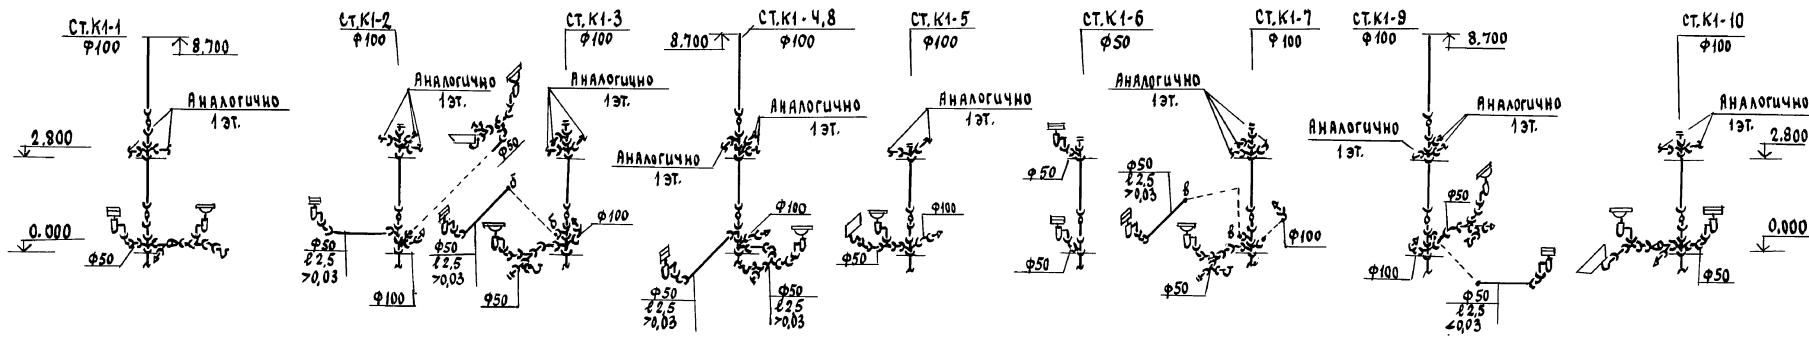 СТ.К1-1
Ф100
8.700
Аналогично
1 эт.
2.800
0.000
Ф50
СТ.К1-2
Ф100
Аналогично
1 эт.
Ф50
Ф50
ℓ 2,5
>0,03
Ф100
СТ.К1-3
Ф100
Аналогично
1 эт.
б
б
Ф100
Ф50
ℓ 2,5
>0,03
Ф50
СТ.К1-4,8
Ф100
8.700
Аналогично
1 эт.
Аналогично
1 эт.
Ф100
Ф50
ℓ 2,5
>0,03
Ф50
ℓ 2,5
>0,03
СТ.К1-5
Ф100
Аналогично
1 эт.
Ф100
Ф50
СТ.К1-6
Ф50
Ф50
Ф50
СТ.К1-7
Ф100
Аналогично
1 эт.
Ф50
ℓ 2,5
>0,03
в
в
Ф100
Ф50
СТ.К1-9
Ф100
8.700
Аналогично
1 эт.
Аналогично
1 эт.
Ф50
Ф100
Ф50
ℓ 2,5
<0,03
СТ.К1-10
Ф100
Аналогично
1 эт.
2.800
0,000
Ф50